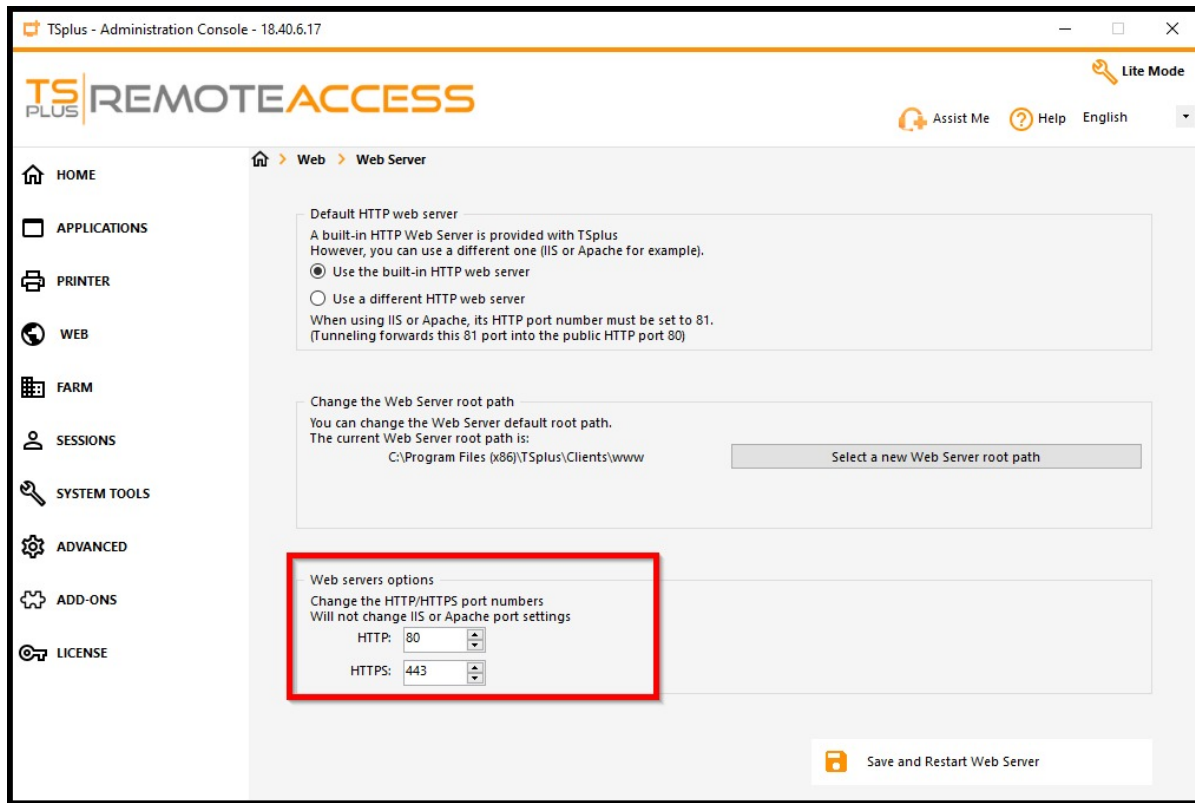 TSplus - Administration Console - 18.40.6.17
Lite Mode
TS PLUS REMOTEACCESS
Assist Me Help English
Web > Web Server
HOME
APPLICATIONS
PRINTER
WEB
FARM
SESSIONS
SYSTEM TOOLS
ADVANCED
ADD-ONS
LICENSE
Default HTTP web server
A built-in HTTP Web Server is provided with TSplus
However, you can use a different one (IIS or Apache for example).
Use the built-in HTTP web server
Use a different HTTP web server
When using IIS or Apache, its HTTP port number must be set to 81.
(Tunneling forwards this 81 port into the public HTTP port 80)
Change the Web Server root path
You can change the Web Server default root path.
The current Web Server root path is:
C:\Program Files (x86)\TSplus\Clients\www
Select a new Web Server root path
Web servers options
Change the HTTP/HTTPS port numbers
Will not change IIS or Apache port settings
HTTP: 80
HTTPS: 443
Save and Restart Web Server